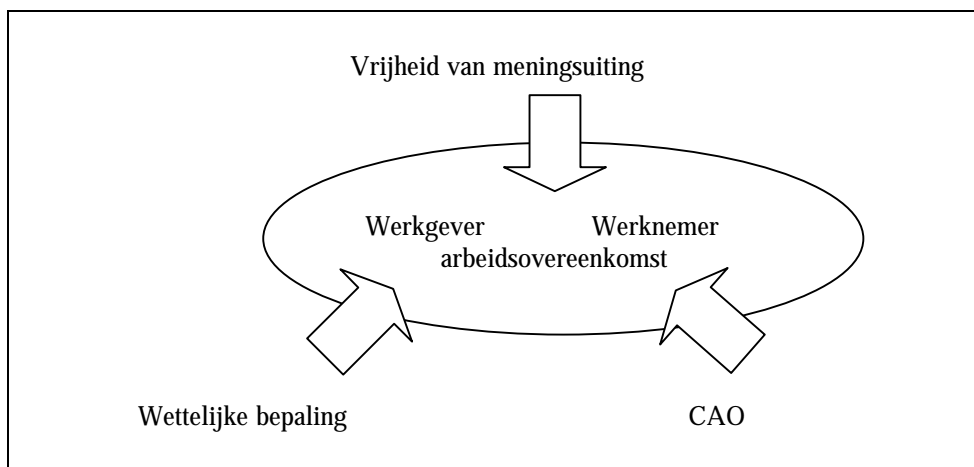 Vrijheid van meningsuiting
Werkgever Werknemer
arbeidsovereenkomst
Wettelijke bepaling CAO